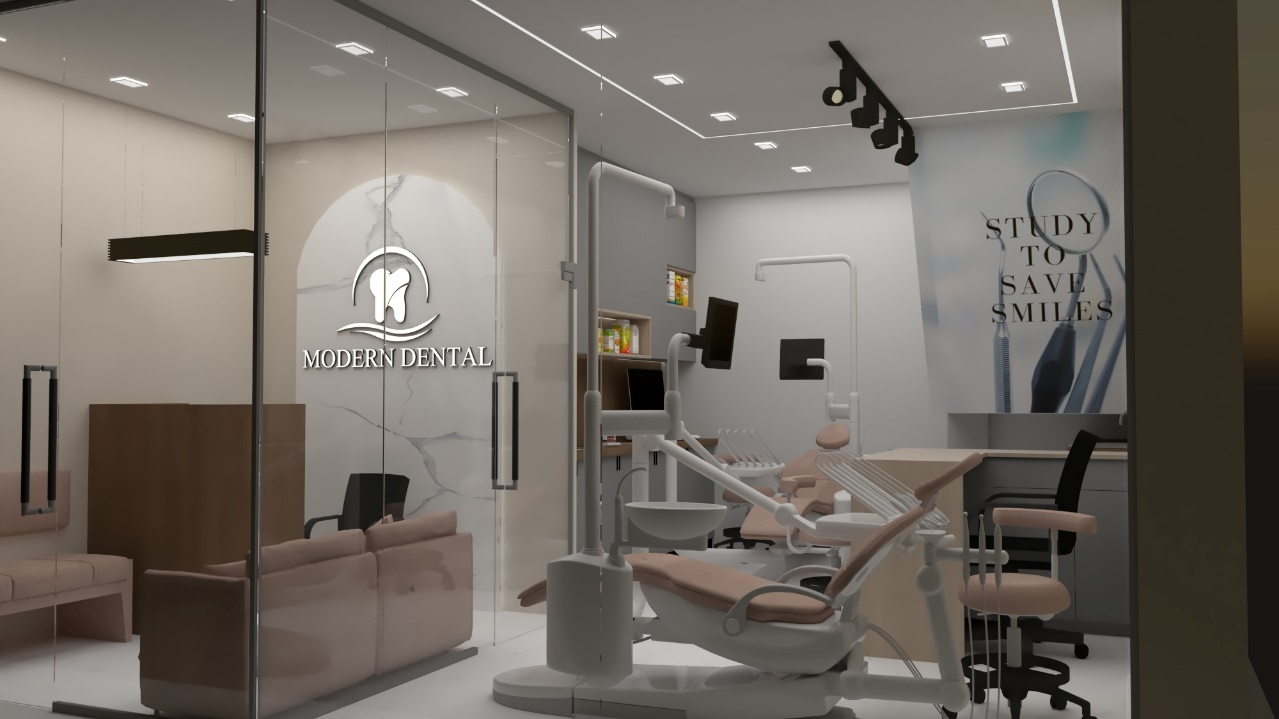 MODERN DENTAL
STUDY
TO
SAVE
SMILES